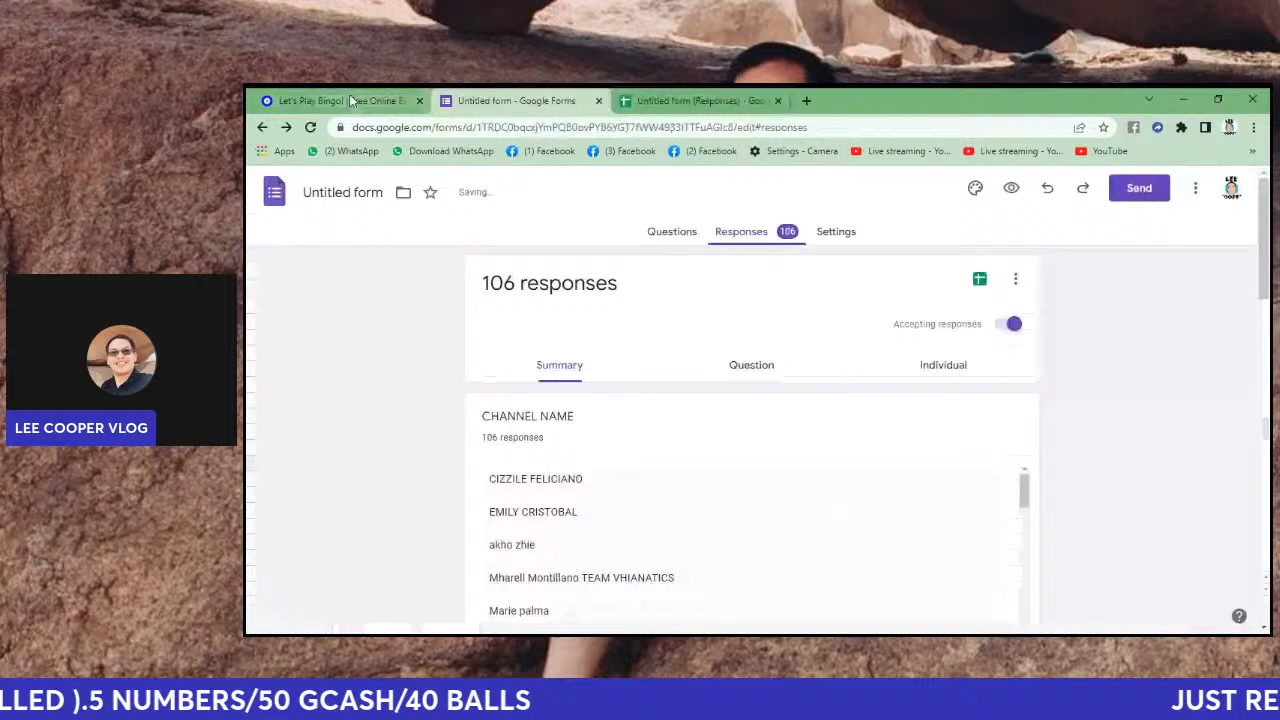 Let's Play Bingo!
Untitled form - Google Forms
Untitled form (Responses) - Goo
Apps
(2) WhatsApp
Download WhatsApp
(1) Facebook
(3) Facebook
(2) Facebook
Settings - Camera
Live streaming - Yo...
Live streaming - Yo...
YouTube
Untitled form
Saving...
Send
Questions
Responses 106
Settings
106 responses
Accepting responses
Summary
Question
Individual
CHANNEL NAME
106 responses
CIZZILE FELICIANO
EMILY CRISTOBAL
akho zhie
Mharell Montillano TEAM VHIANATICS
Marie palma
LEE COOPER VLOG
LLED ).5 NUMBERS/50 GCASH/40 BALLS
JUST RE